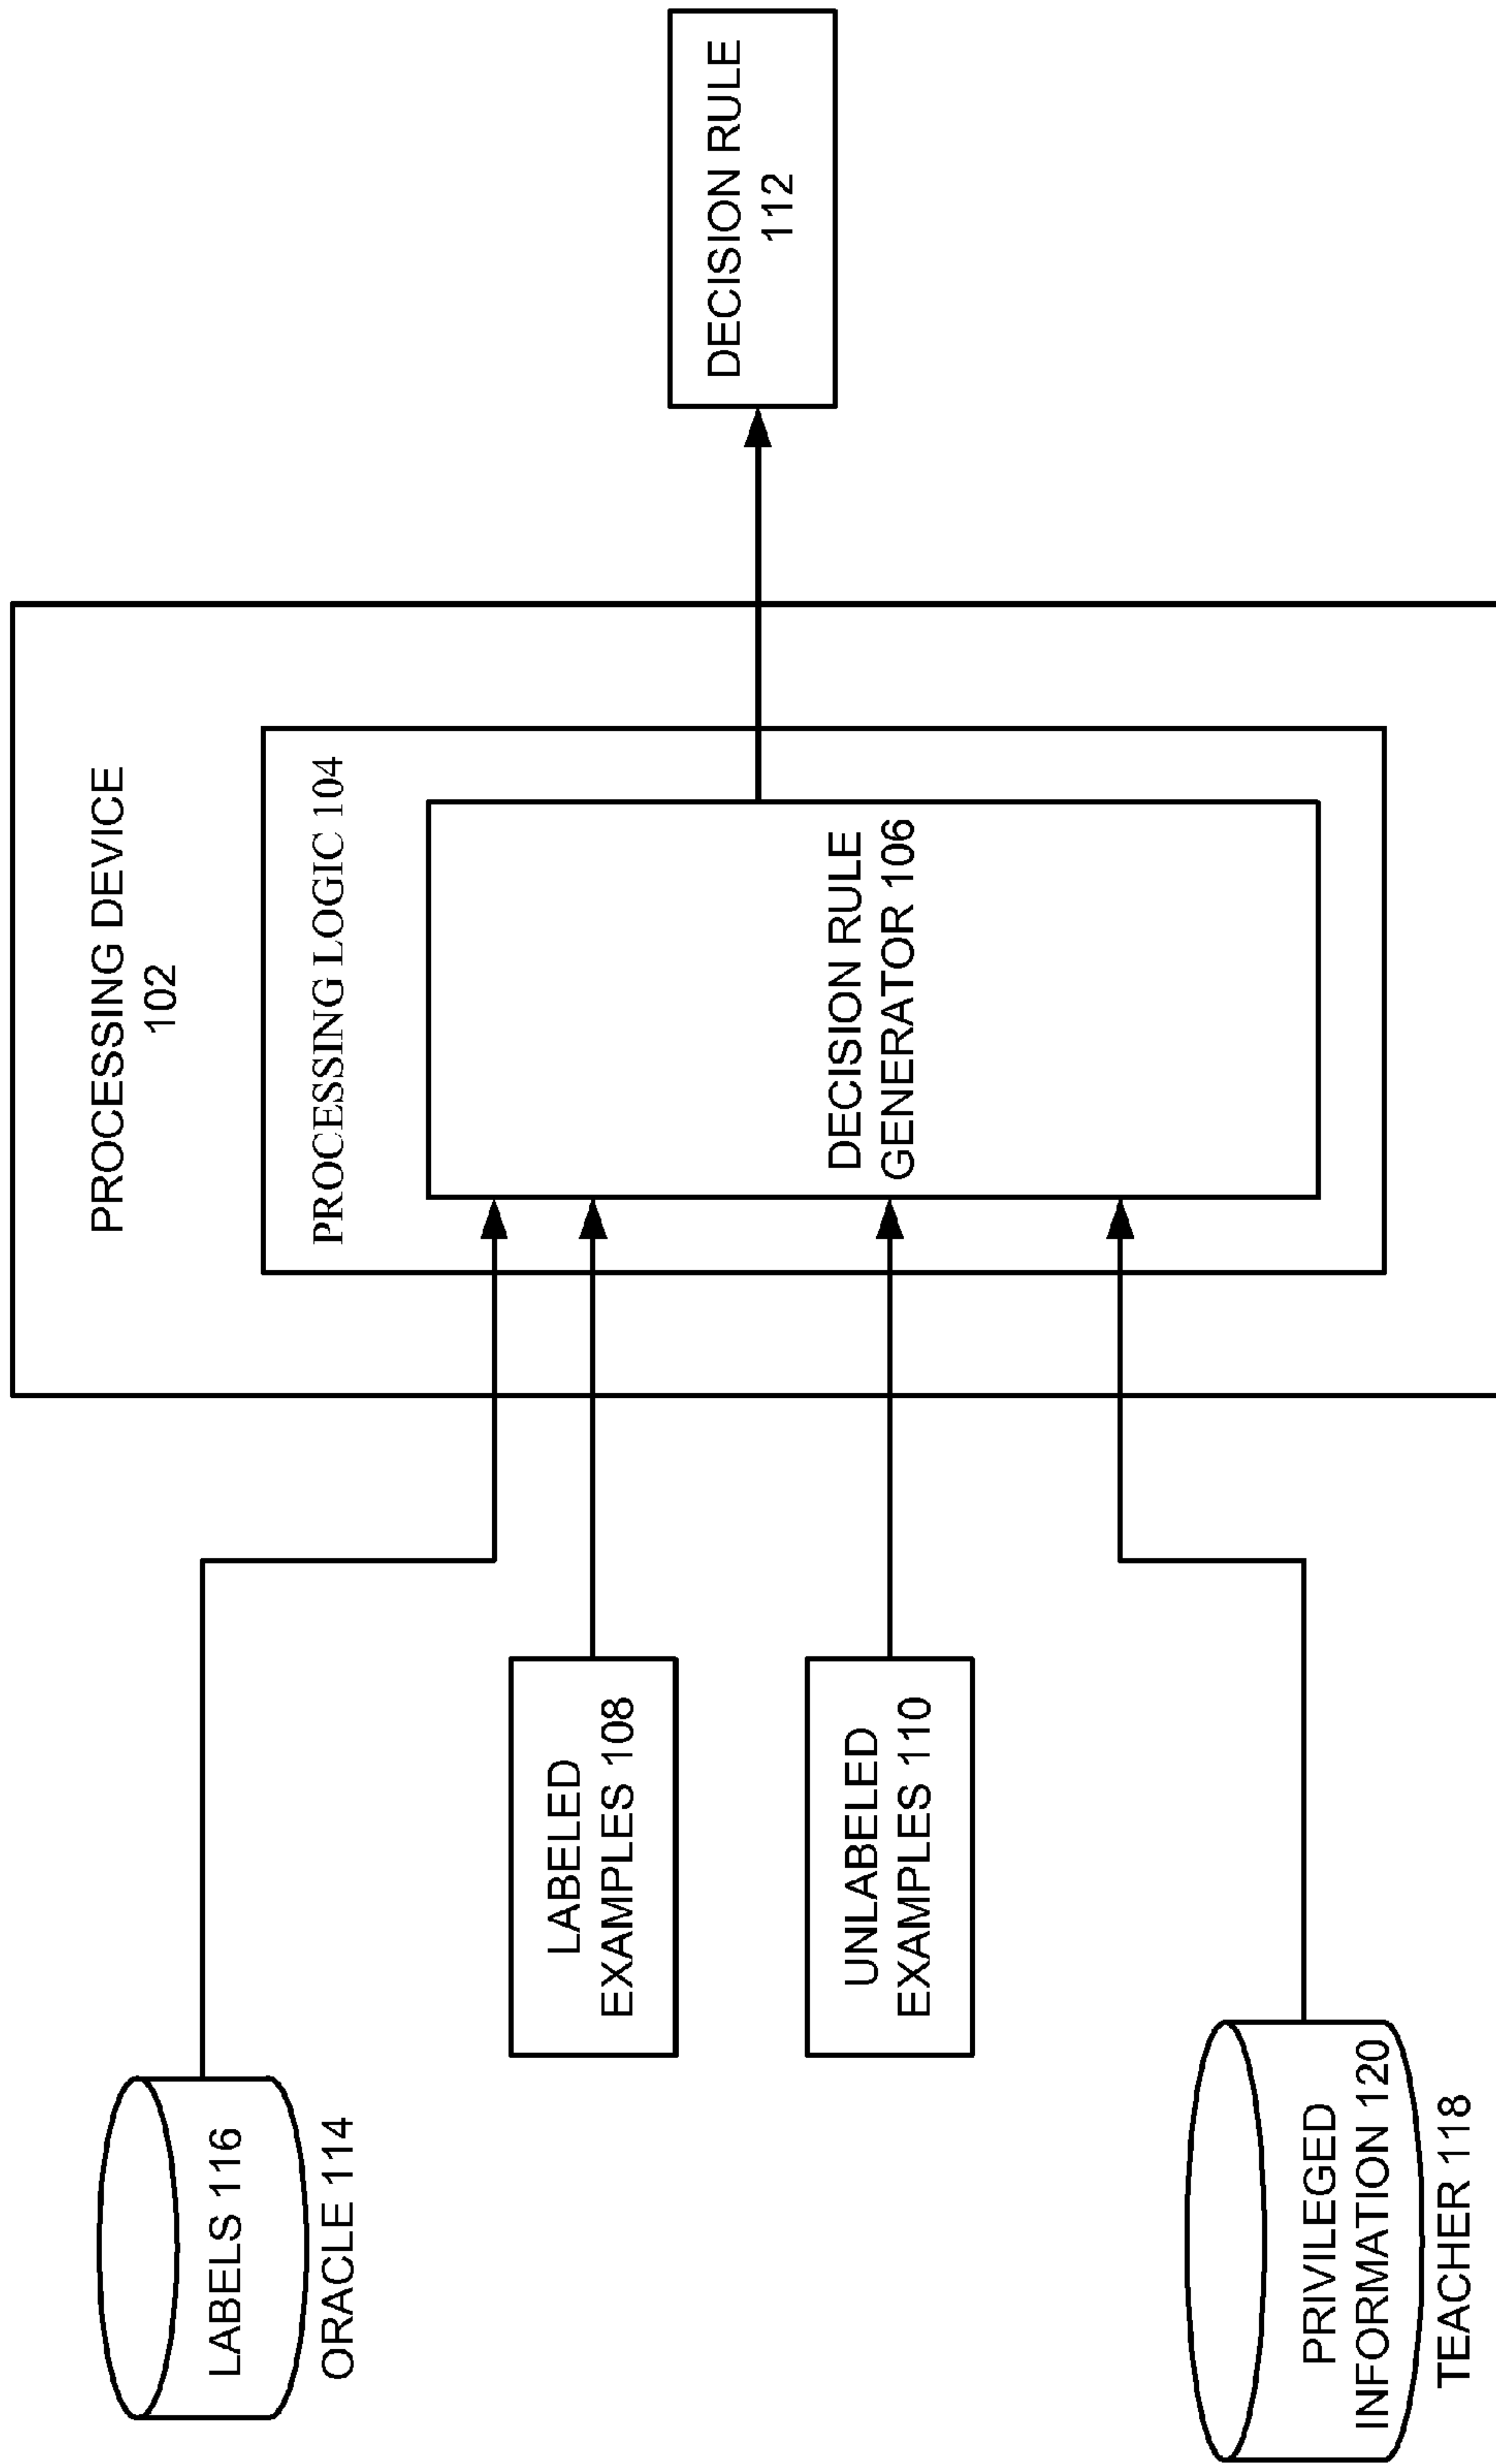 PROCESSING DEVICE
102
PROCESSING LOGIC 104
DECISION RULE
GENERATOR 106
LABELS 116
ORACLE 114
LABELED
EXAMPLES 108
UNLABELED
EXAMPLES 110
PRIVILEGED
INFORMATION 120
TEACHER 118
DECISION RULE
112